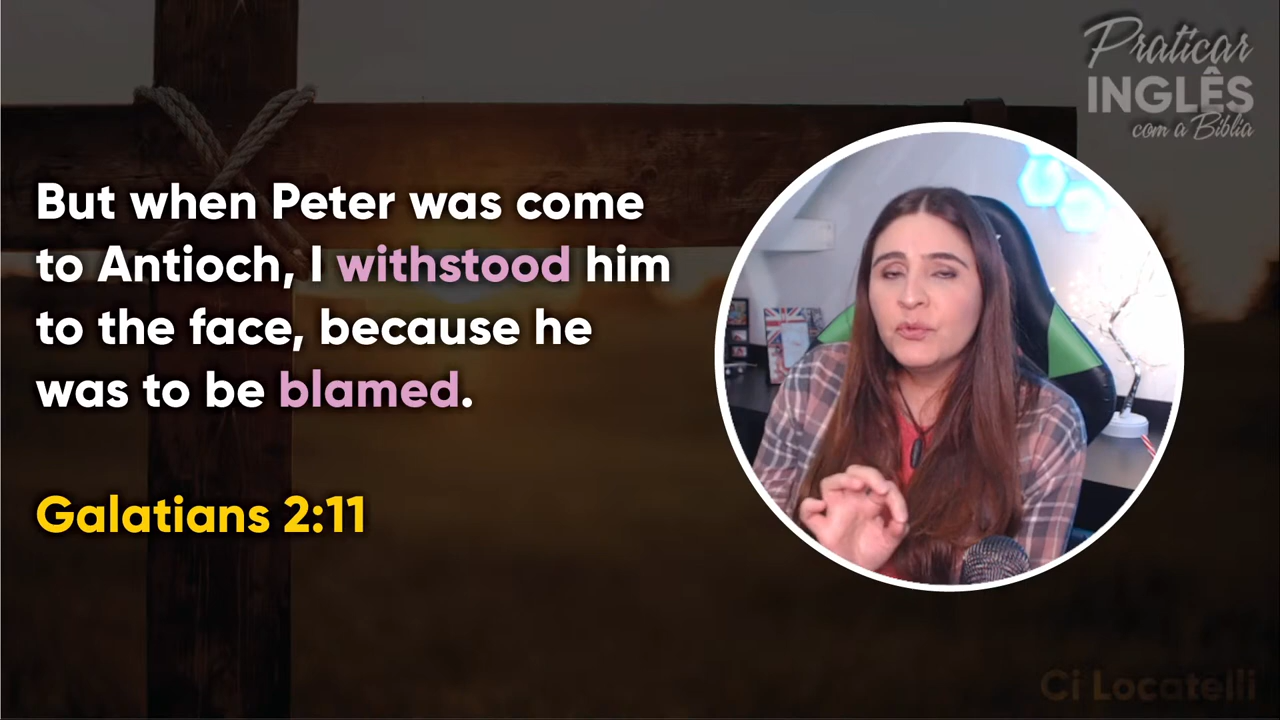 But when Peter was come
to Antioch, I withstood him
to the face, because he
was to be blamed.
Galatians 2:11
Praticar
INGLÊS
com a Bíblia
Ci Locatelli